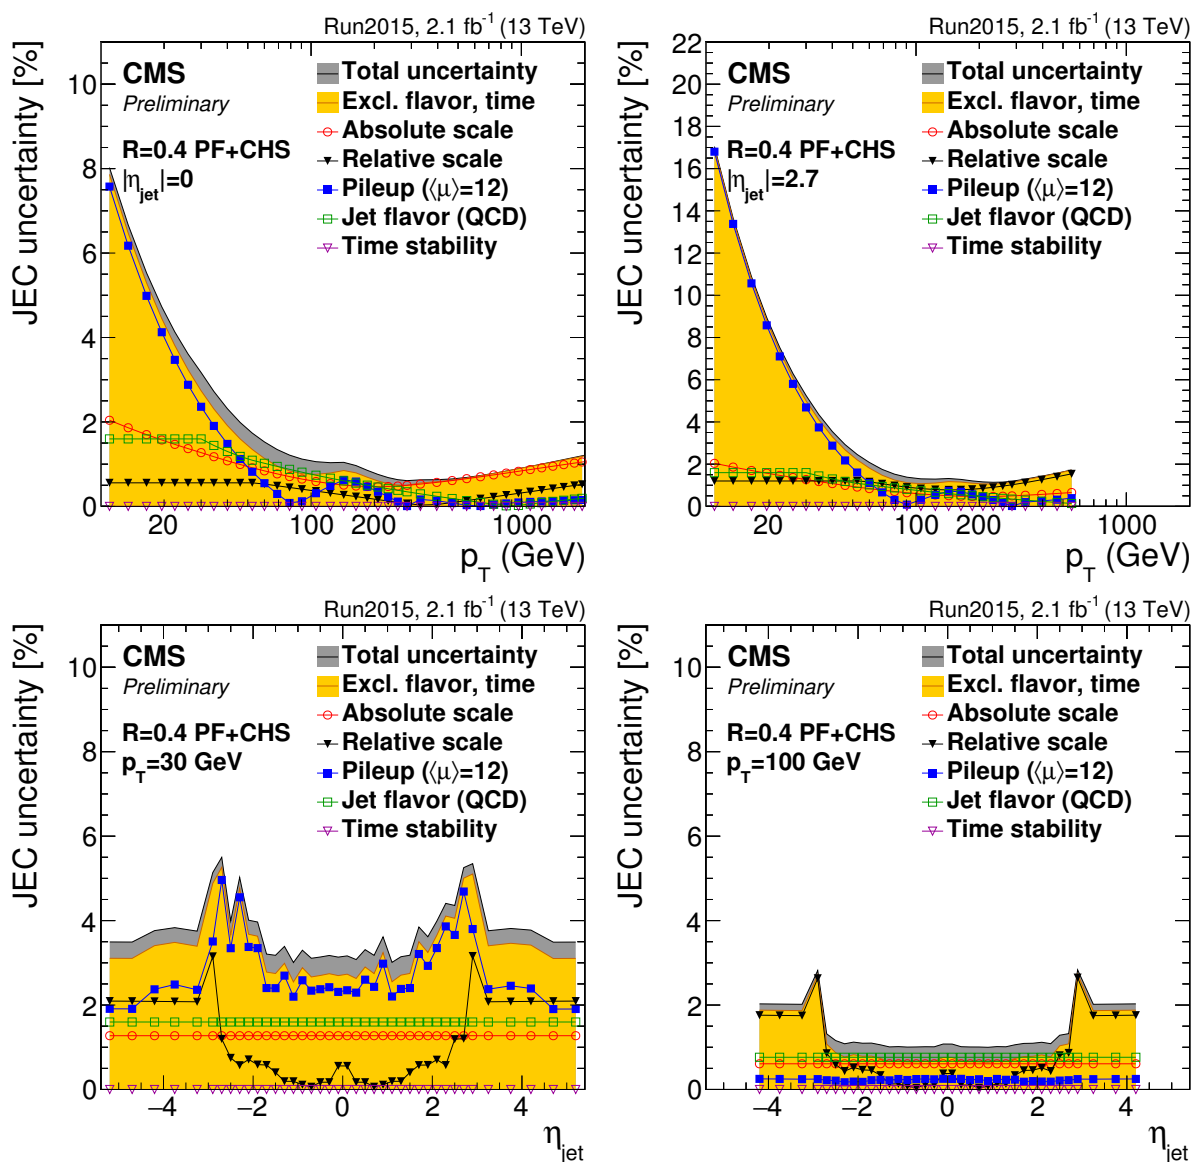 Run2015, 2.1 fb⁻¹ (13 TeV)
JEC uncertainty [%]
10
8
6
4
2
0
CMS
Preliminary
R=0.4 PF+CHS
|η_jet|=0
Total uncertainty
Excl. flavor, time
Absolute scale
Relative scale
Pileup (⟨μ⟩=12)
Jet flavor (QCD)
Time stability
20 100 200 1000
p_T (GeV)
Run2015, 2.1 fb⁻¹ (13 TeV)
JEC uncertainty [%]
22
20
18
16
14
12
10
8
6
4
2
0
CMS
Preliminary
R=0.4 PF+CHS
|η_jet|=2.7
Total uncertainty
Excl. flavor, time
Absolute scale
Relative scale
Pileup (⟨μ⟩=12)
Jet flavor (QCD)
Time stability
20 100 200 1000
p_T (GeV)
Run2015, 2.1 fb⁻¹ (13 TeV)
JEC uncertainty [%]
10
8
6
4
2
0
CMS
Preliminary
R=0.4 PF+CHS
p_T=30 GeV
Total uncertainty
Excl. flavor, time
Absolute scale
Relative scale
Pileup (⟨μ⟩=12)
Jet flavor (QCD)
Time stability
−4 −2 0 2 4
η_jet
Run2015, 2.1 fb⁻¹ (13 TeV)
JEC uncertainty [%]
10
8
6
4
2
0
CMS
Preliminary
R=0.4 PF+CHS
p_T=100 GeV
Total uncertainty
Excl. flavor, time
Absolute scale
Relative scale
Pileup (⟨μ⟩=12)
Jet flavor (QCD)
Time stability
−4 −2 0 2 4
η_jet